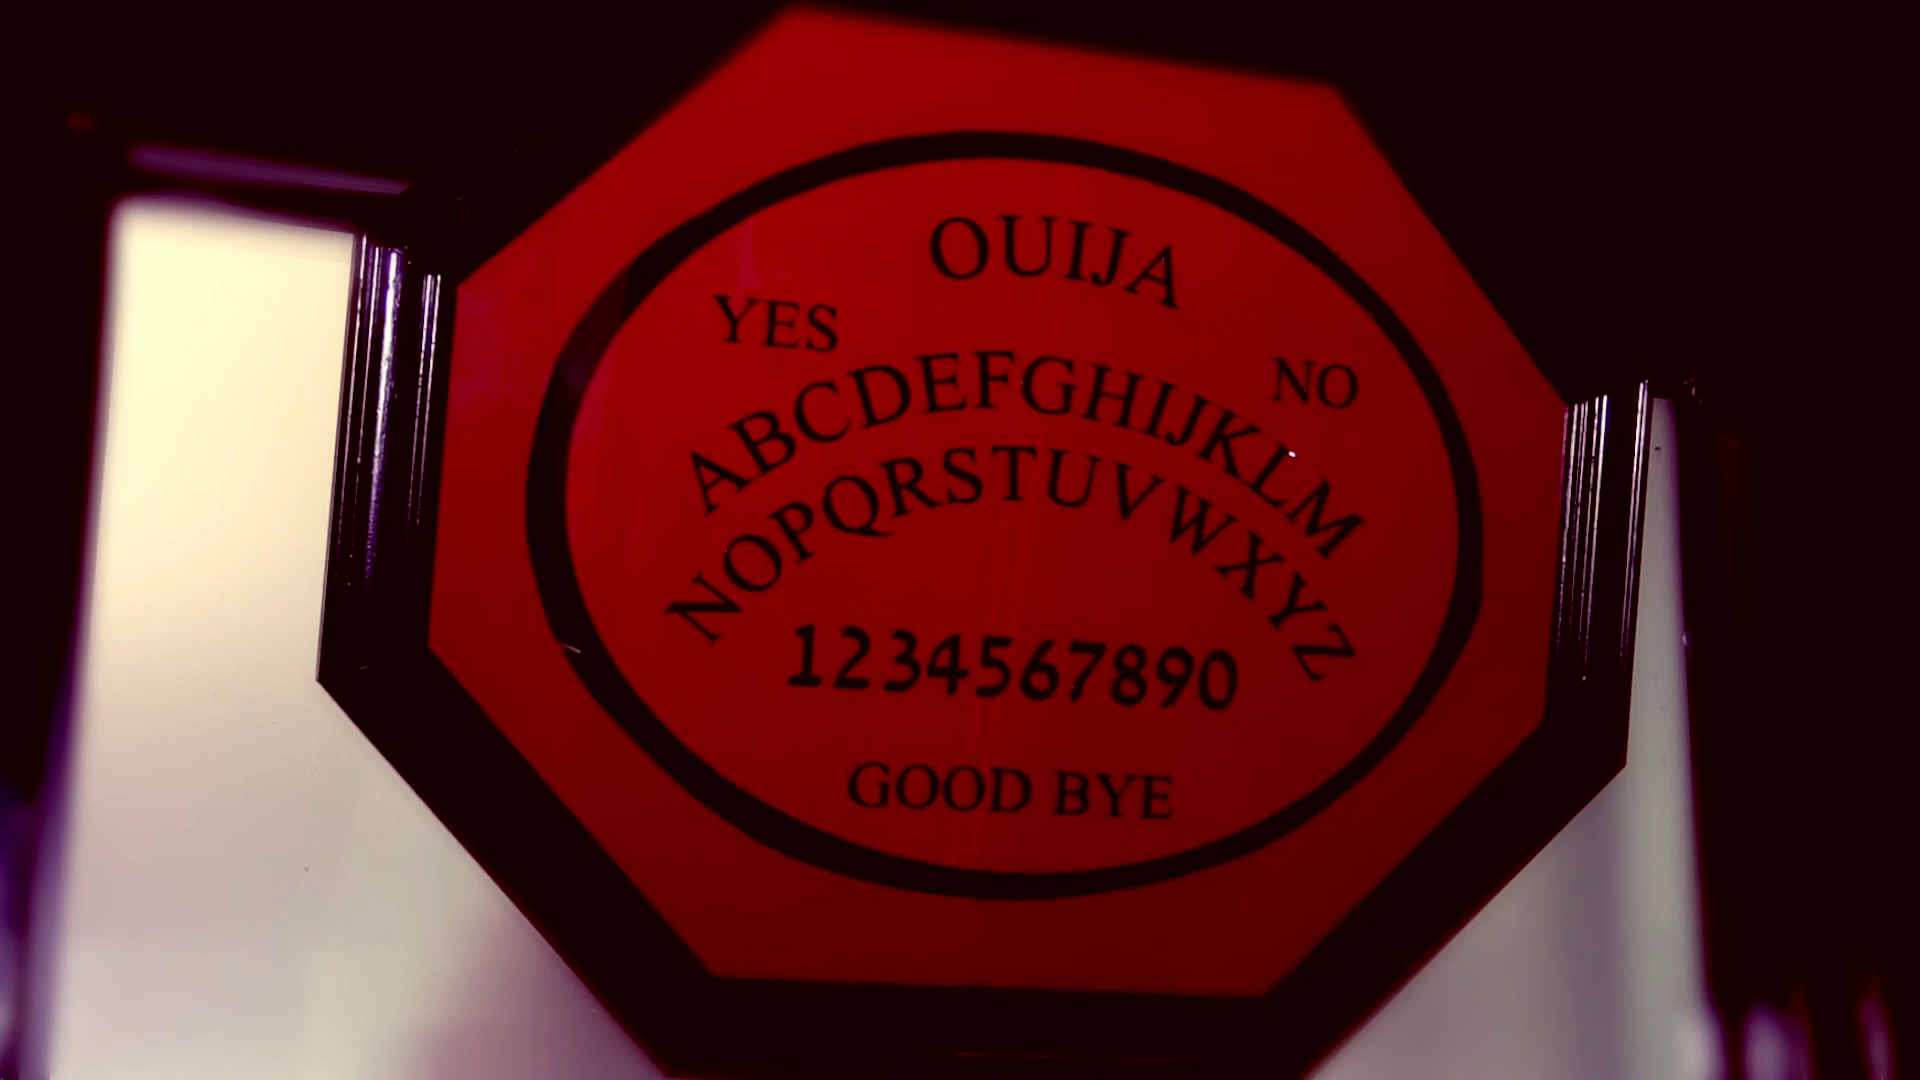 OUIJA
YES NO
ABCDEFGHIJKLM
NOPQRSTUVWXYZ
1234567890
GOOD BYE